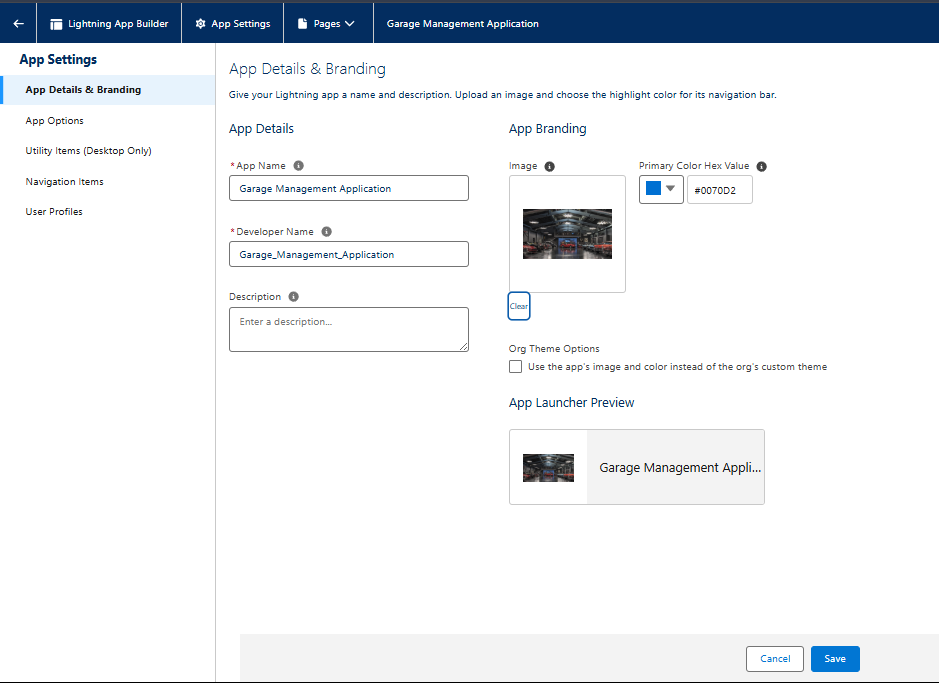 Lightning App Builder
App Settings
Pages
Garage Management Application
App Settings
App Details & Branding
App Options
Utility Items (Desktop Only)
Navigation Items
User Profiles
App Details & Branding
Give your Lightning app a name and description. Upload an image and choose the highlight color for its navigation bar.
App Details
*App Name
Garage Management Application
*Developer Name
Garage_Management_Application
Description
Enter a description...
App Branding
Image
Primary Color Hex Value
#0070D2
Clear
Org Theme Options
Use the app's image and color instead of the org's custom theme
App Launcher Preview
Garage Management Appli...
Cancel
Save